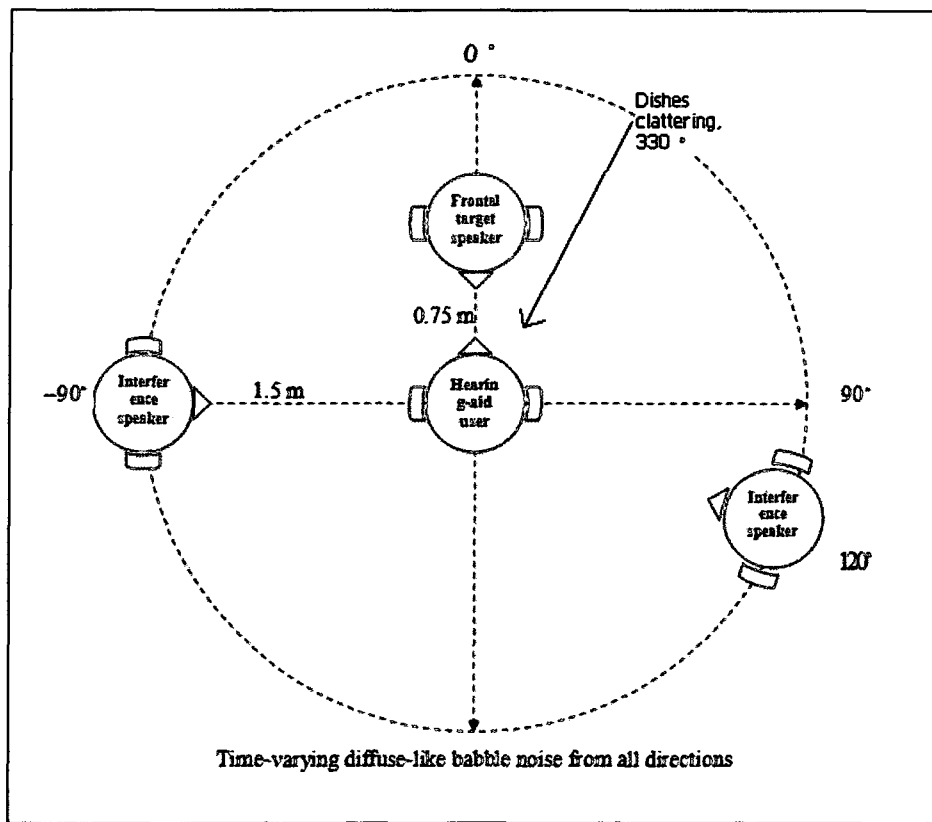 0 °
Dishes
clattering,
330 °
Frontal
target
speaker
0.75 m
-90°
Interfer
ence
speaker
1.5 m
Hearin
g-aid
user
90°
Interfer
ence
speaker
120°
Time-varying diffuse-like babble noise from all directions